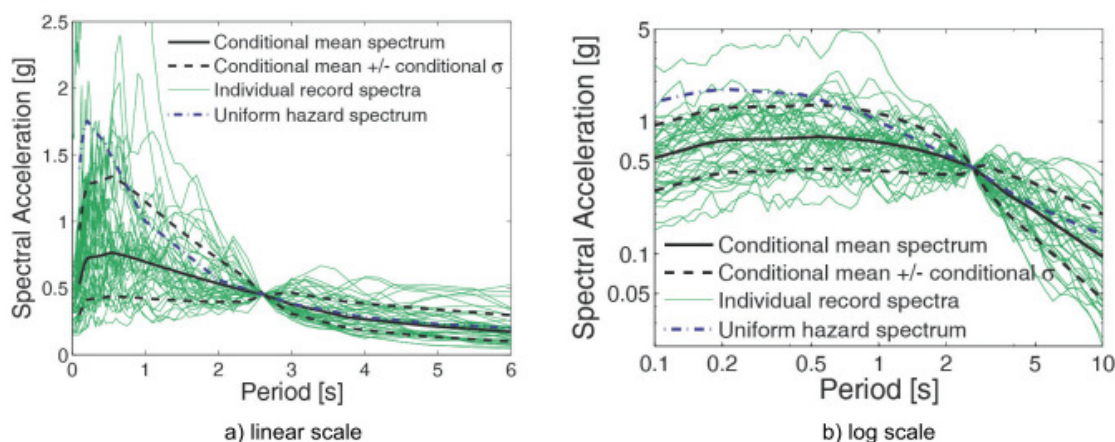 2.5
2
1.5
1
0.5
0
Spectral Acceleration [g]
Conditional mean spectrum
Conditional mean +/- conditional σ
Individual record spectra
Uniform hazard spectrum
0 1 2 3 4 5 6
Period [s]
a) linear scale
5
1
0.5
0.1
0.05
Spectral Acceleration [g]
Conditional mean spectrum
Conditional mean +/- conditional σ
Individual record spectra
Uniform hazard spectrum
0.1 0.2 0.5 1 2 5 10
Period [s]
b) log scale